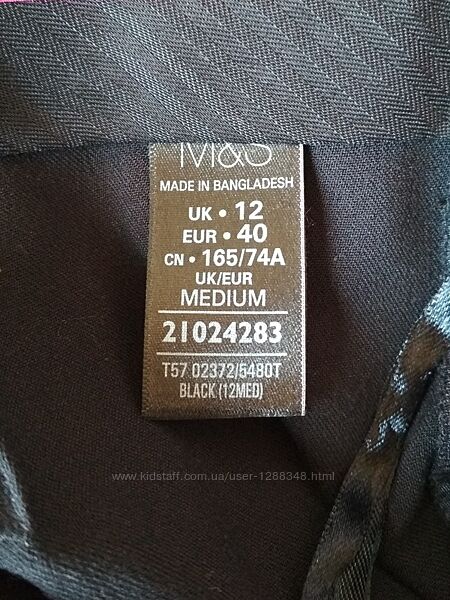 M&S
MADE IN BANGLADESH
UK • 12
EUR • 40
CN • 165/74A
UK/EUR
MEDIUM
21024283
T57 02372/5480T
BLACK (12MED)
www.kidstaff.com.ua/user-1288348.html